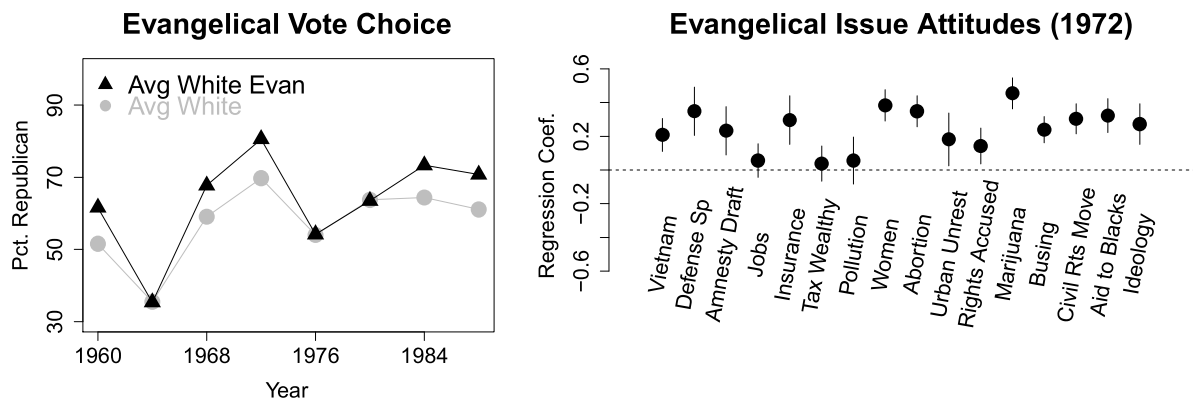 Evangelical Vote Choice
Avg White Evan
Avg White
Pct. Republican
90
70
50
30
1960
1968
1976
1984
Year
Evangelical Issue Attitudes (1972)
Regression Coef.
0.6
0.2
−0.2
−0.6
Vietnam
Defense Sp
Amnesty Draft
Jobs
Insurance
Tax Wealthy
Pollution
Women
Abortion
Urban Unrest
Rights Accused
Marijuana
Busing
Civil Rts Move
Aid to Blacks
Ideology